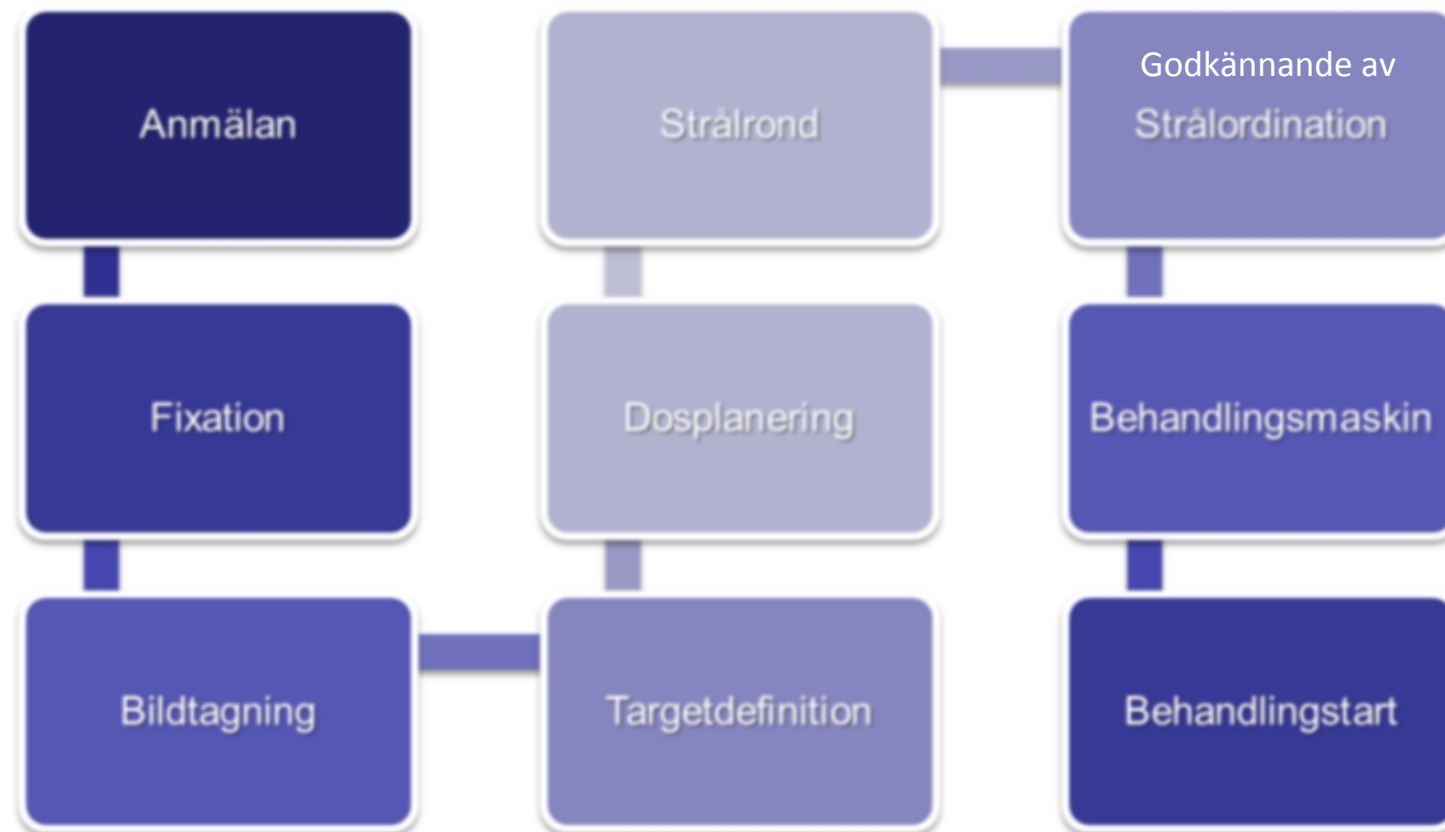 Anmälan
Fixation
Bildtagning
Targetdefinition
Dosplanering
Strålrond
Godkännande av
Strålordination
Behandlingsmaskin
Behandlingstart